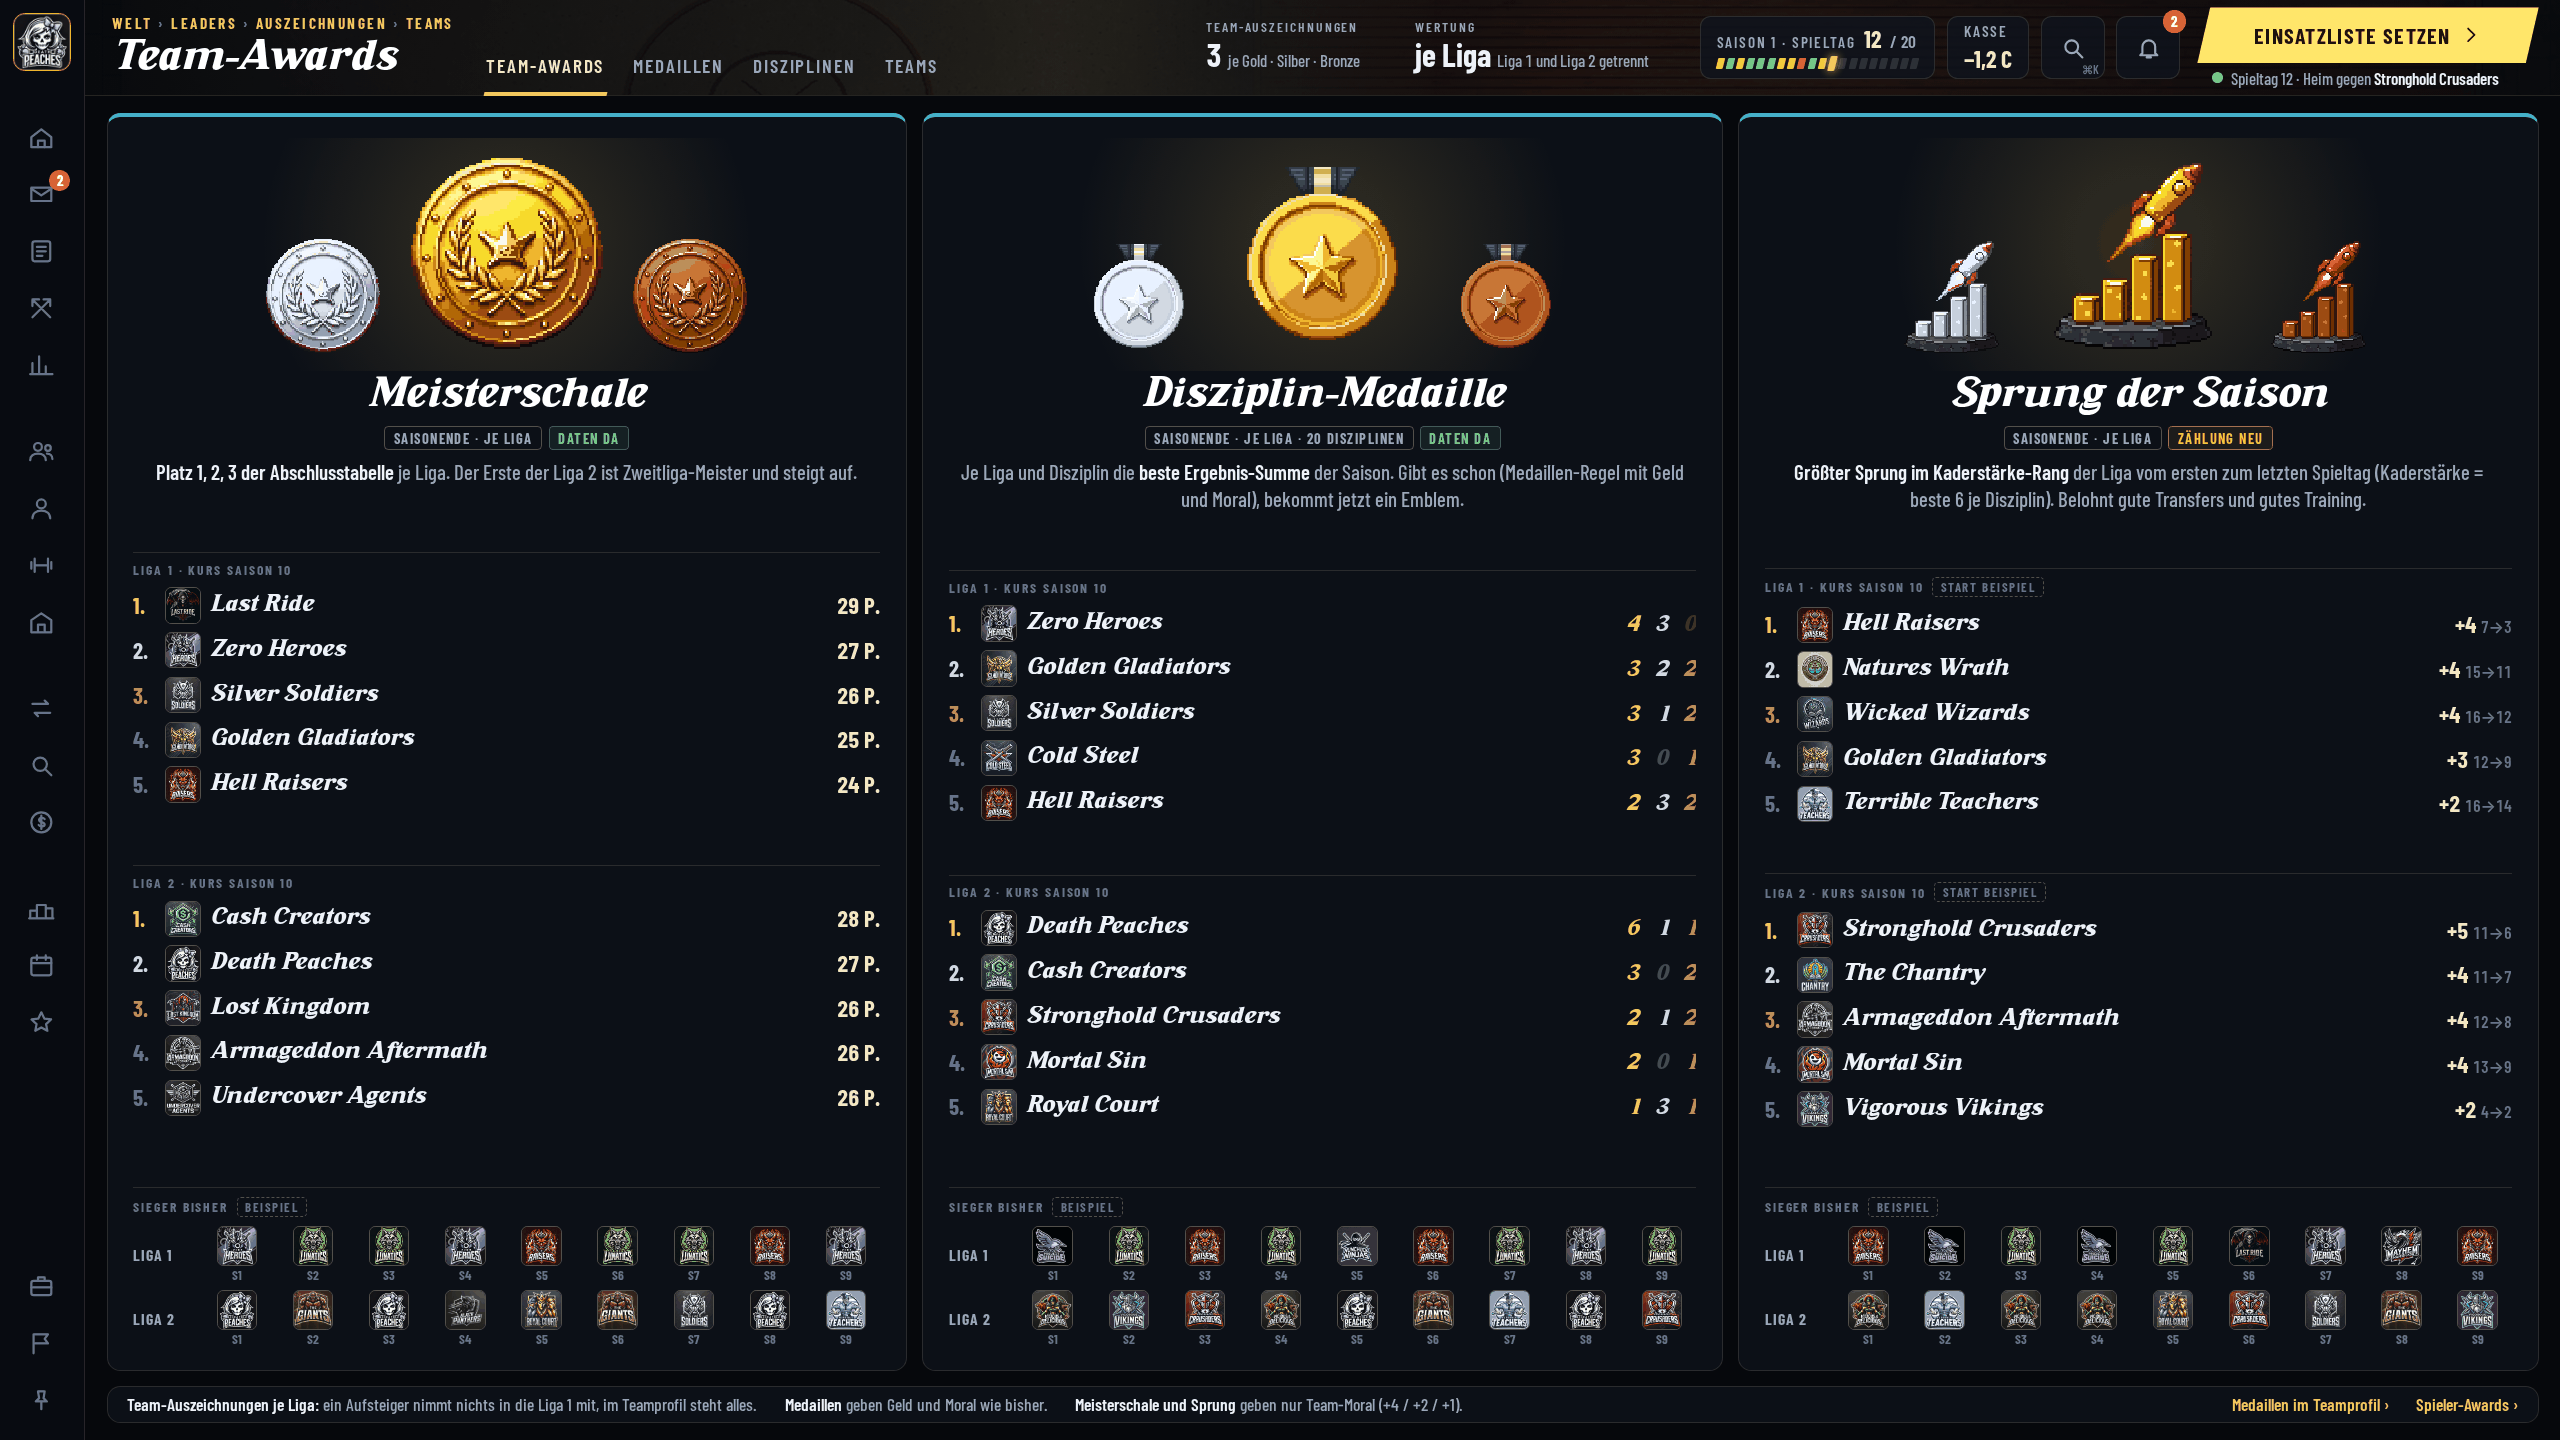 WELT › LEADERS › AUSZEICHNUNGEN › TEAMS
Team-Awards
TEAM-AWARDS MEDAILLEN DISZIPLINEN TEAMS
TEAM-AUSZEICHNUNGEN
3 je Gold · Silber · Bronze
WERTUNG
je Liga Liga 1 und Liga 2 getrennt
SAISON 1 · SPIELTAG 12 / 20
KASSE
−1,2 C
⌘K
2
EINSATZLISTE SETZEN
Spieltag 12 · Heim gegen Stronghold Crusaders
2
Meisterschale
SAISONENDE · JE LIGA DATEN DA
Platz 1, 2, 3 der Abschlusstabelle je Liga. Der Erste der Liga 2 ist Zweitliga-Meister und steigt auf.
LIGA 1 · KURS SAISON 10
1. Last Ride 29 P.
2. Zero Heroes 27 P.
3. Silver Soldiers 26 P.
4. Golden Gladiators 25 P.
5. Hell Raisers 24 P.
LIGA 2 · KURS SAISON 10
1. Cash Creators 28 P.
2. Death Peaches 27 P.
3. Lost Kingdom 26 P.
4. Armageddon Aftermath 26 P.
5. Undercover Agents 26 P.
SIEGER BISHER BEISPIEL
LIGA 1
S1 S2 S3 S4 S5 S6 S7 S8 S9
LIGA 2
S1 S2 S3 S4 S5 S6 S7 S8 S9
Disziplin-Medaille
SAISONENDE · JE LIGA · 20 DISZIPLINEN DATEN DA
Je Liga und Disziplin die beste Ergebnis-Summe der Saison. Gibt es schon (Medaillen-Regel mit Geld
und Moral), bekommt jetzt ein Emblem.
LIGA 1 · KURS SAISON 10
1. Zero Heroes 4 3 0
2. Golden Gladiators 3 2 2
3. Silver Soldiers 3 1 2
4. Cold Steel 3 0 1
5. Hell Raisers 2 3 2
LIGA 2 · KURS SAISON 10
1. Death Peaches 6 1 1
2. Cash Creators 3 0 2
3. Stronghold Crusaders 2 1 2
4. Mortal Sin 2 0 1
5. Royal Court 1 3 1
SIEGER BISHER BEISPIEL
LIGA 1
S1 S2 S3 S4 S5 S6 S7 S8 S9
LIGA 2
S1 S2 S3 S4 S5 S6 S7 S8 S9
Sprung der Saison
SAISONENDE · JE LIGA ZÄHLUNG NEU
Größter Sprung im Kaderstärke-Rang der Liga vom ersten zum letzten Spieltag (Kaderstärke =
beste 6 je Disziplin). Belohnt gute Transfers und gutes Training.
LIGA 1 · KURS SAISON 10 START BEISPIEL
1. Hell Raisers +4 7→3
2. Natures Wrath +4 15→11
3. Wicked Wizards +4 16→12
4. Golden Gladiators +3 12→9
5. Terrible Teachers +2 16→14
LIGA 2 · KURS SAISON 10 START BEISPIEL
1. Stronghold Crusaders +5 11→6
2. The Chantry +4 11→7
3. Armageddon Aftermath +4 12→8
4. Mortal Sin +4 13→9
5. Vigorous Vikings +2 4→2
SIEGER BISHER BEISPIEL
LIGA 1
S1 S2 S3 S4 S5 S6 S7 S8 S9
LIGA 2
S1 S2 S3 S4 S5 S6 S7 S8 S9
Team-Auszeichnungen je Liga: ein Aufsteiger nimmt nichts in die Liga 1 mit, im Teamprofil steht alles. Medaillen geben Geld und Moral wie bisher. Meisterschale und Sprung geben nur Team-Moral (+4 / +2 / +1).
Medaillen im Teamprofil › Spieler-Awards ›